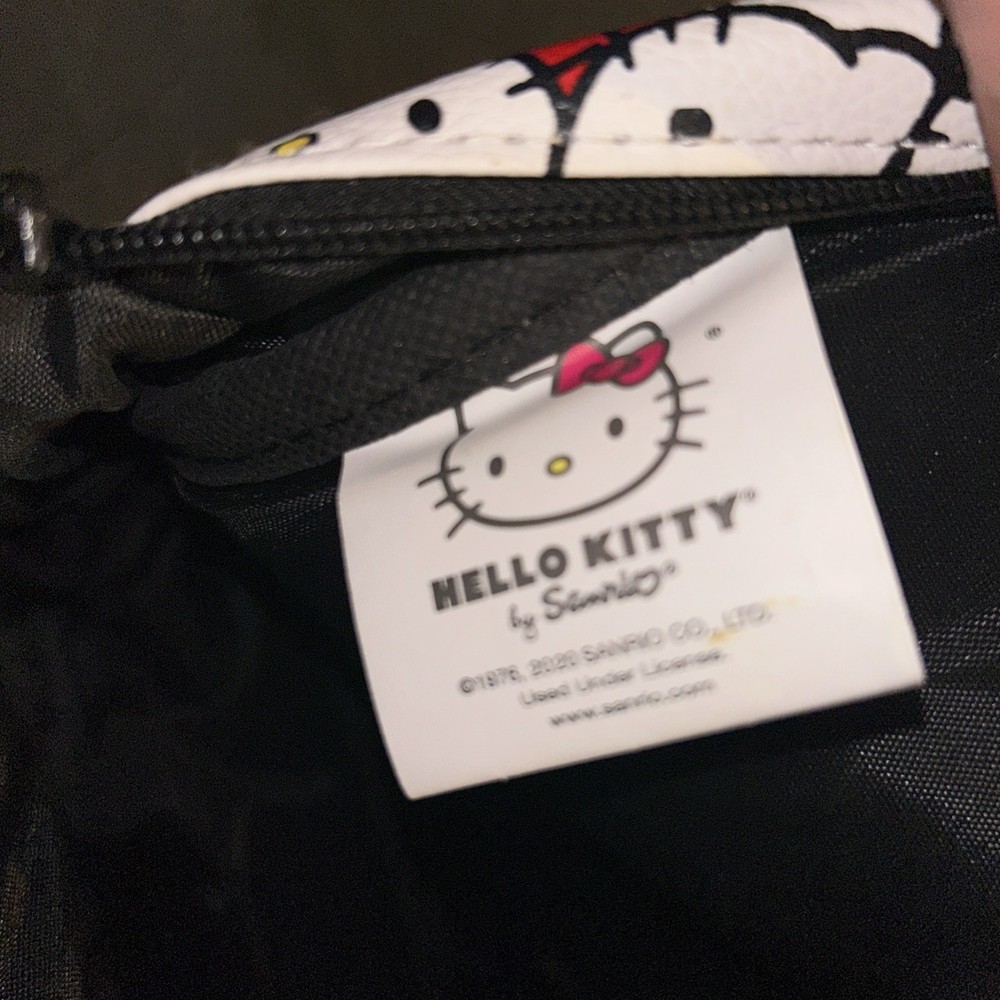 ®
HELLO KITTY®
by Sanrio®
©1976, 2020 SANRIO CO., LTD.
Used Under License.
www.sanrio.com